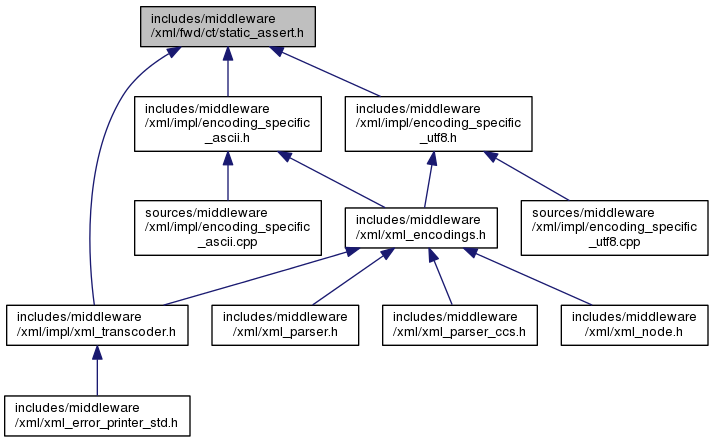 includes/middleware
/xml/fwd/ct/static_assert.h
includes/middleware
/xml/impl/encoding_specific
_ascii.h
includes/middleware
/xml/impl/encoding_specific
_utf8.h
sources/middleware
/xml/impl/encoding_specific
_ascii.cpp
includes/middleware
/xml/xml_encodings.h
sources/middleware
/xml/impl/encoding_specific
_utf8.cpp
includes/middleware
/xml/impl/xml_transcoder.h
includes/middleware
/xml/xml_parser.h
includes/middleware
/xml/xml_parser_ccs.h
includes/middleware
/xml/xml_node.h
includes/middleware
/xml/xml_error_printer_std.h